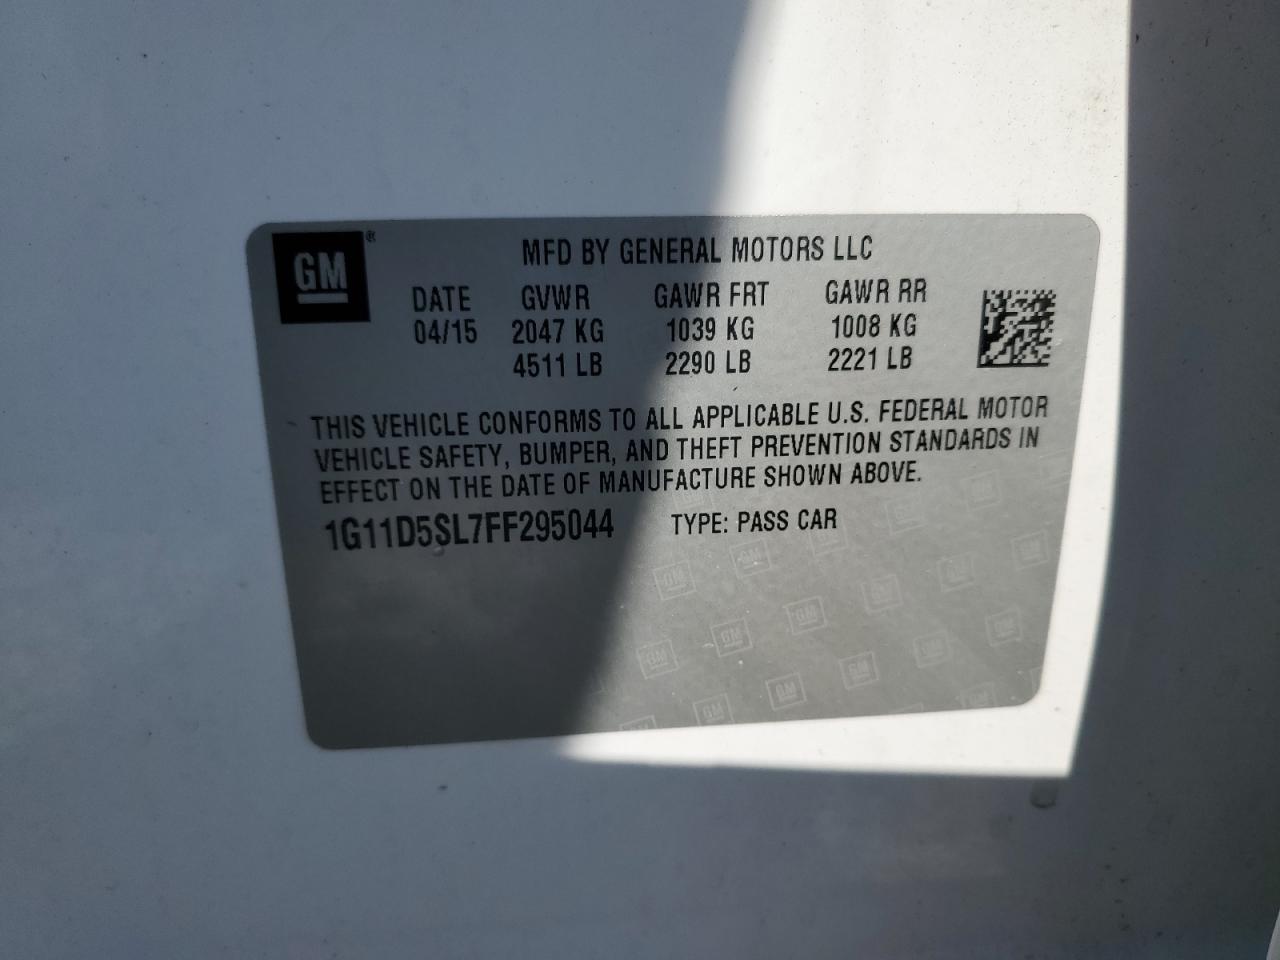 GM®
MFD BY GENERAL MOTORS LLC
DATE GVWR GAWR FRT GAWR RR
04/15 2047 KG 1039 KG 1008 KG
4511 LB 2290 LB 2221 LB
THIS VEHICLE CONFORMS TO ALL APPLICABLE U.S. FEDERAL MOTOR
VEHICLE SAFETY, BUMPER, AND THEFT PREVENTION STANDARDS IN
EFFECT ON THE DATE OF MANUFACTURE SHOWN ABOVE.
1G11D5SL7FF295044 TYPE: PASS CAR